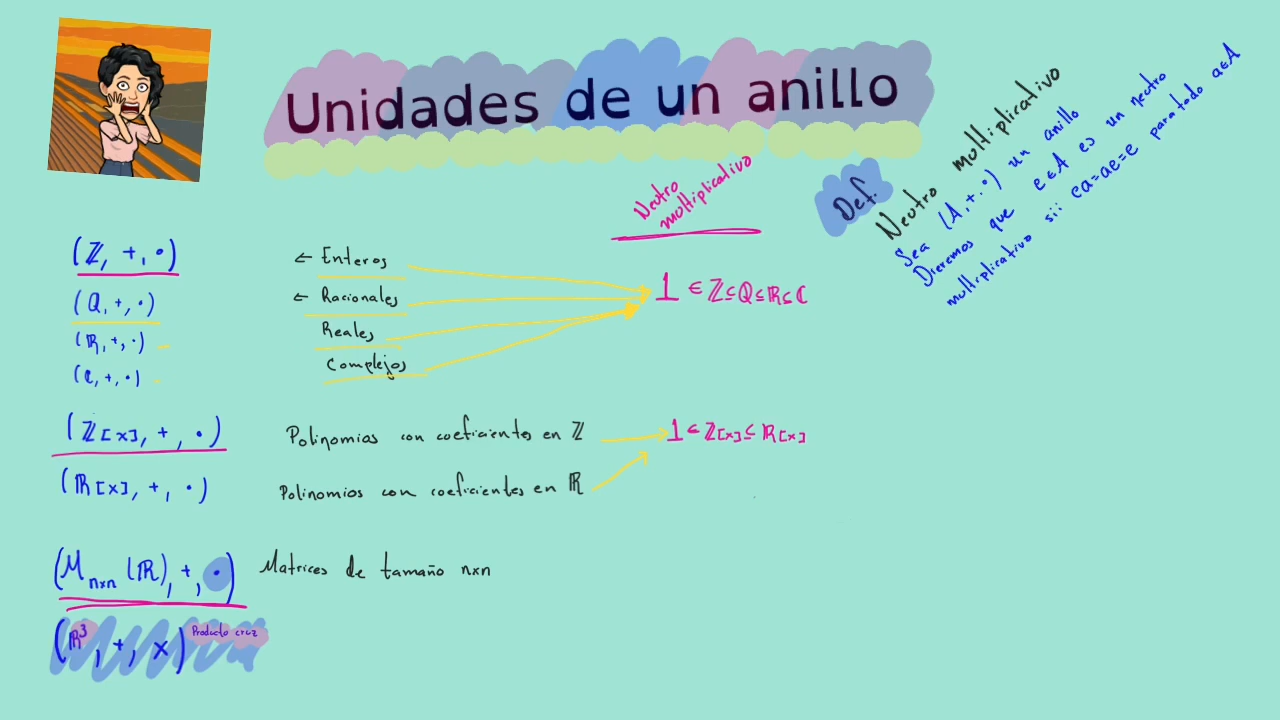 Unidades de un anillo
Def.
Neutro multiplicativo
Sea (A, +, •) un anillo
Diremos que e ∈ A es un neutro
multiplicativo sii ea=ae=e para todo a∈A
Neutro
multiplicativo
(ℤ, +, •) ← Enteros
(ℚ, +, •) ← Racionales
(ℝ, +, •) Reales
(ℂ, +, •) Complejos
1 ∈ ℤ⊆ℚ⊆ℝ⊆ℂ
(ℤ[x], +, •) Polinomios con coeficientes en ℤ
1 ∈ ℤ[x] ⊆ ℝ[x]
(ℝ[x], +, •) Polinomios con coeficientes en ℝ
(M nxn (ℝ), +, •) Matrices de tamaño nxn
(ℝ³, +, x) Producto cruz